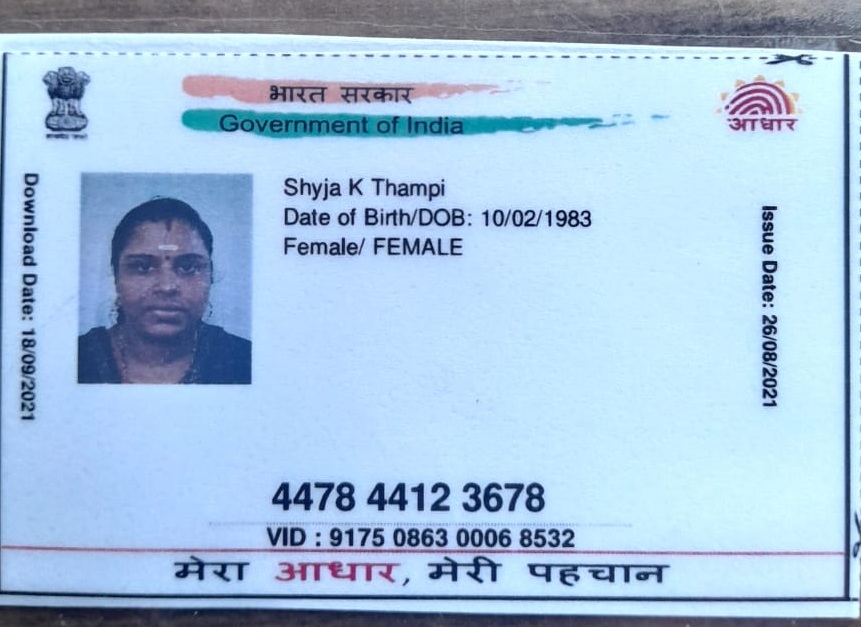 भारत सरकार
Government of India
आधार
Download Date: 18/09/2021
Shyja K Thampi
Date of Birth/DOB: 10/02/1983
Female/ FEMALE
Issue Date: 26/08/2021
4478 4412 3678
VID : 9175 0863 0006 8532
मेरा आधार, मेरी पहचान